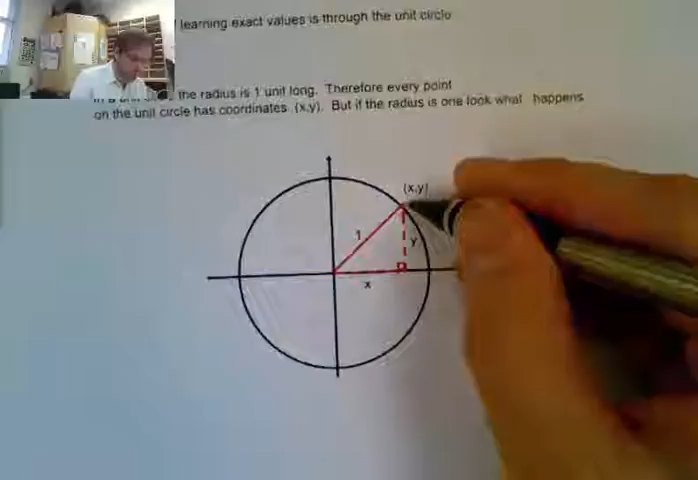 learning exact values is through the unit circle
the radius is 1 unit long. Therefore every point
on the unit circle has coordinates (x,y). But if the radius is one look what happens
(x,y)
1
y
x